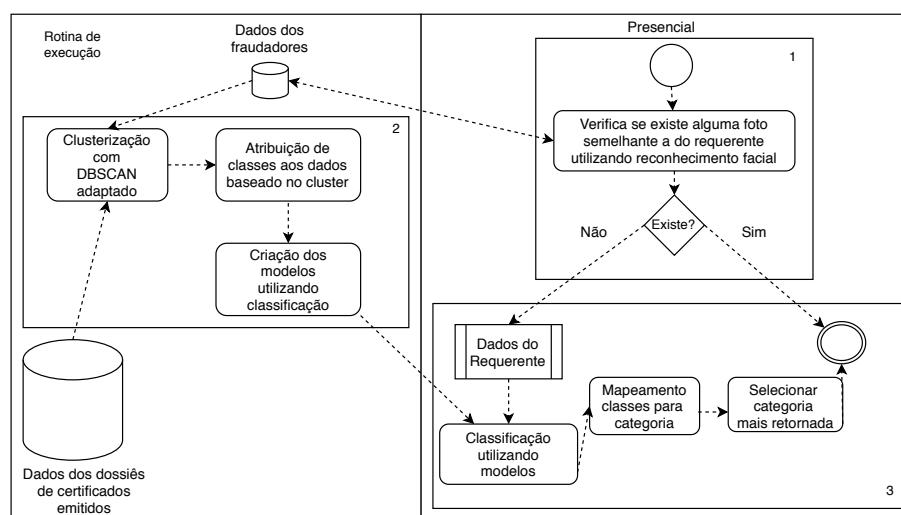 Rotina de
execução
Dados dos
fraudadores
2
Clusterização
com
DBSCAN
adaptado
Atribuição de
classes aos dados
baseado no cluster
Criação dos
modelos
utilizando
classificação
Dados dos dossiês
de certificados
emitidos
Presencial
1
Verifica se existe alguma foto
semelhante a do requerente
utilizando reconhecimento facial
Existe?
Não
Sim
Dados do
Requerente
Classificação
utilizando
modelos
Mapeamento
classes para
categoria
Selecionar
categoria
mais retornada
3